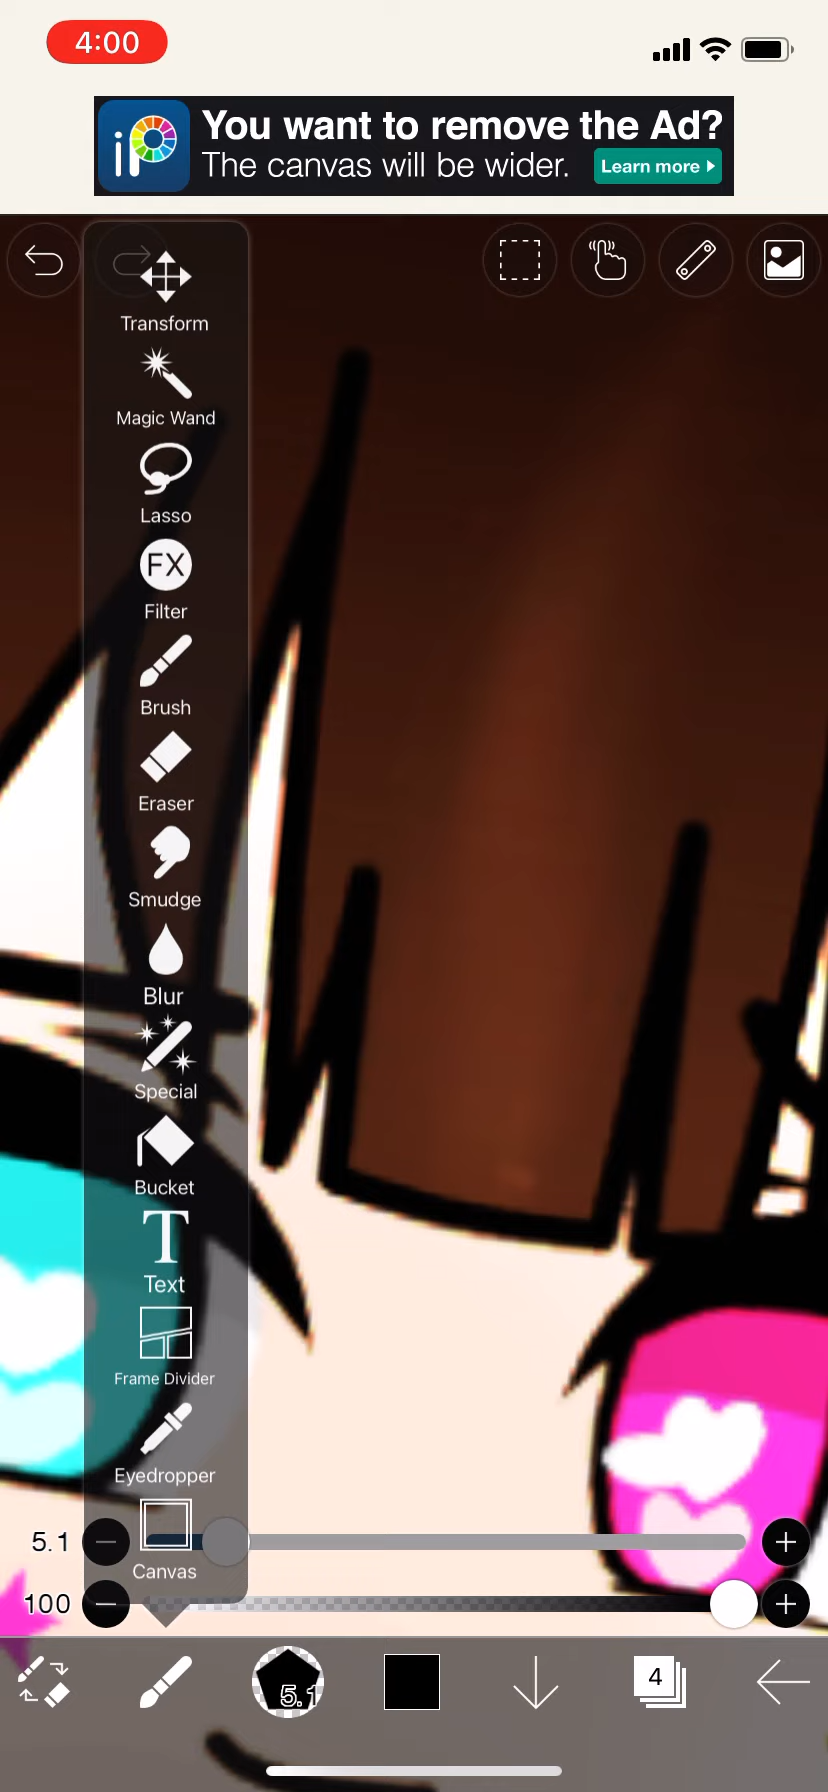 4:00
iP
You want to remove the Ad?
The canvas will be wider.
Learn more
Transform
Magic Wand
Lasso
FX
Filter
Brush
Eraser
Smudge
Blur
Special
Bucket
T
Text
Frame Divider
Eyedropper
5.1
Canvas
100
5.1
4